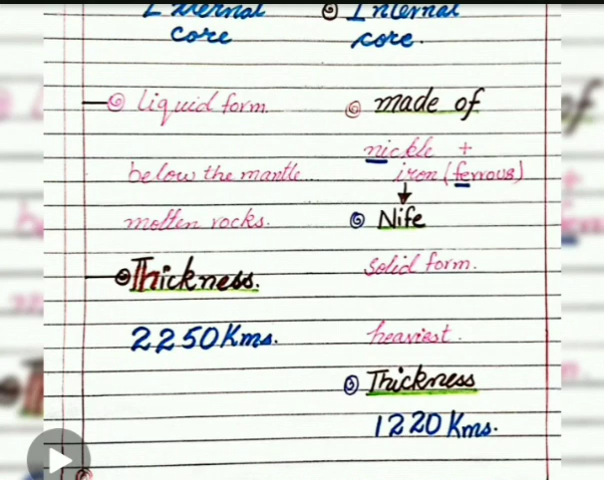 External
core
Internal
core.
liquid form.
below the mantle..
molten rocks.
Thickness.
2250 Kms.
made of
nickle +
iron (ferrous)
Nife
solid form.
heaviest.
Thickness
1220 Kms.